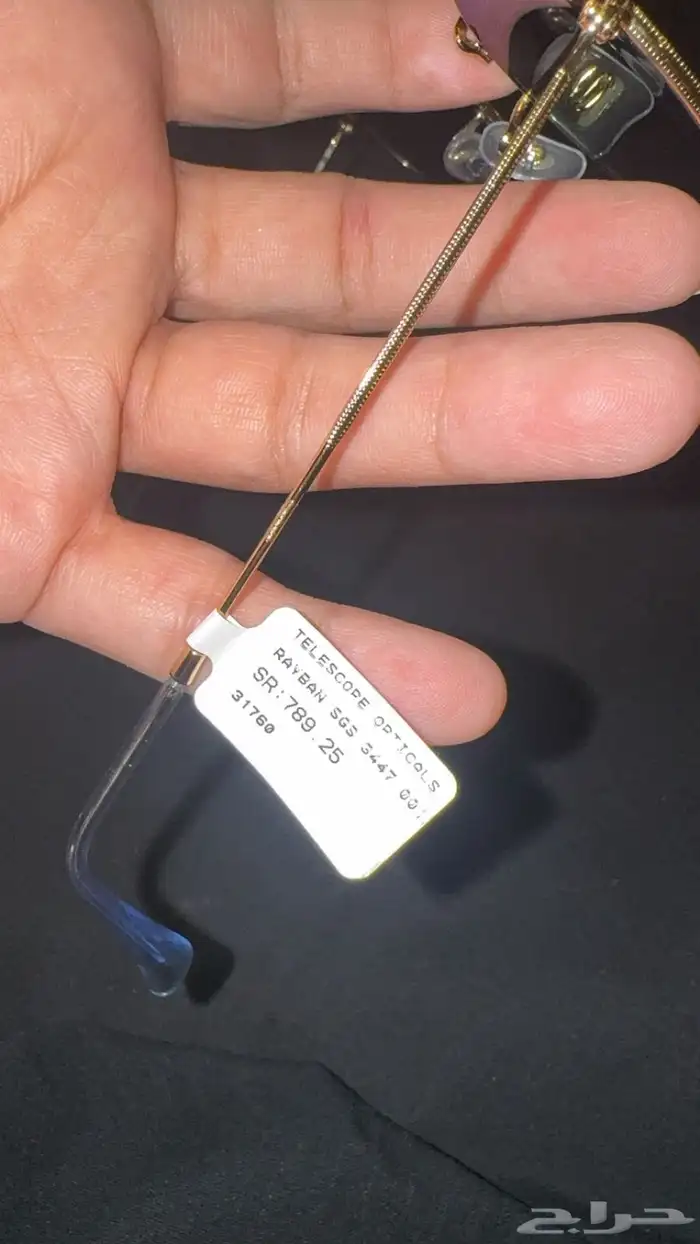 TELESCOPE OPTICALS
RAYBAN SGS 3447 001
SR:789.25
31760
حراج